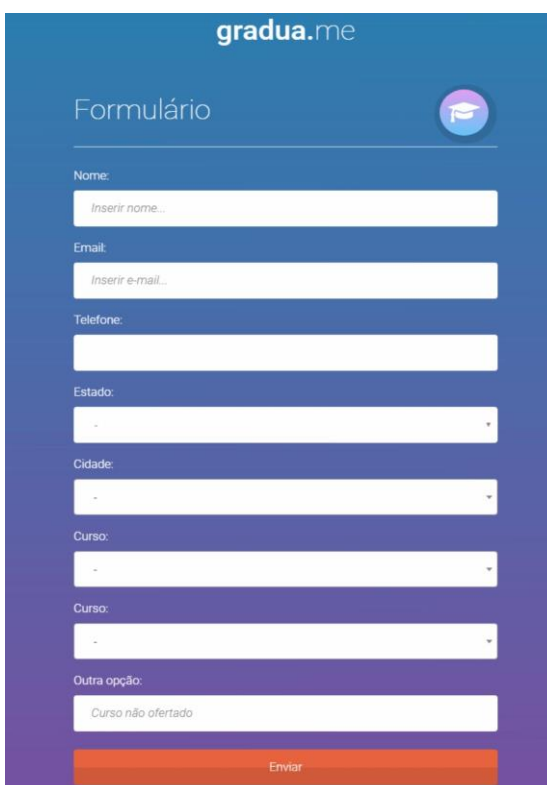 gradua.me
Formulário
Nome:
Inserir nome...
Email:
Inserir e-mail...
Telefone:
Estado:
-
Cidade:
-
Curso:
-
Curso:
-
Outra opção:
Curso não ofertado
Enviar